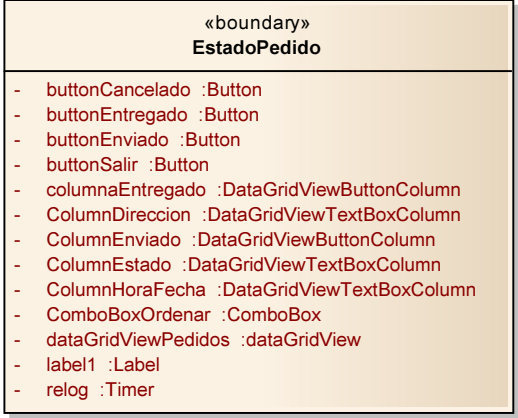 «boundary»
EstadoPedido
- buttonCancelado :Button
- buttonEntregado :Button
- buttonEnviado :Button
- buttonSalir :Button
- columnaEntregado :DataGridViewButtonColumn
- ColumnDireccion :DataGridViewTextBoxColumn
- ColumnEnviado :DataGridViewButtonColumn
- ColumnEstado :DataGridViewTextBoxColumn
- ColumnHoraFecha :DataGridViewTextBoxColumn
- ComboBoxOrdenar :ComboBox
- dataGridViewPedidos :dataGridView
- label1 :Label
- relog :Timer